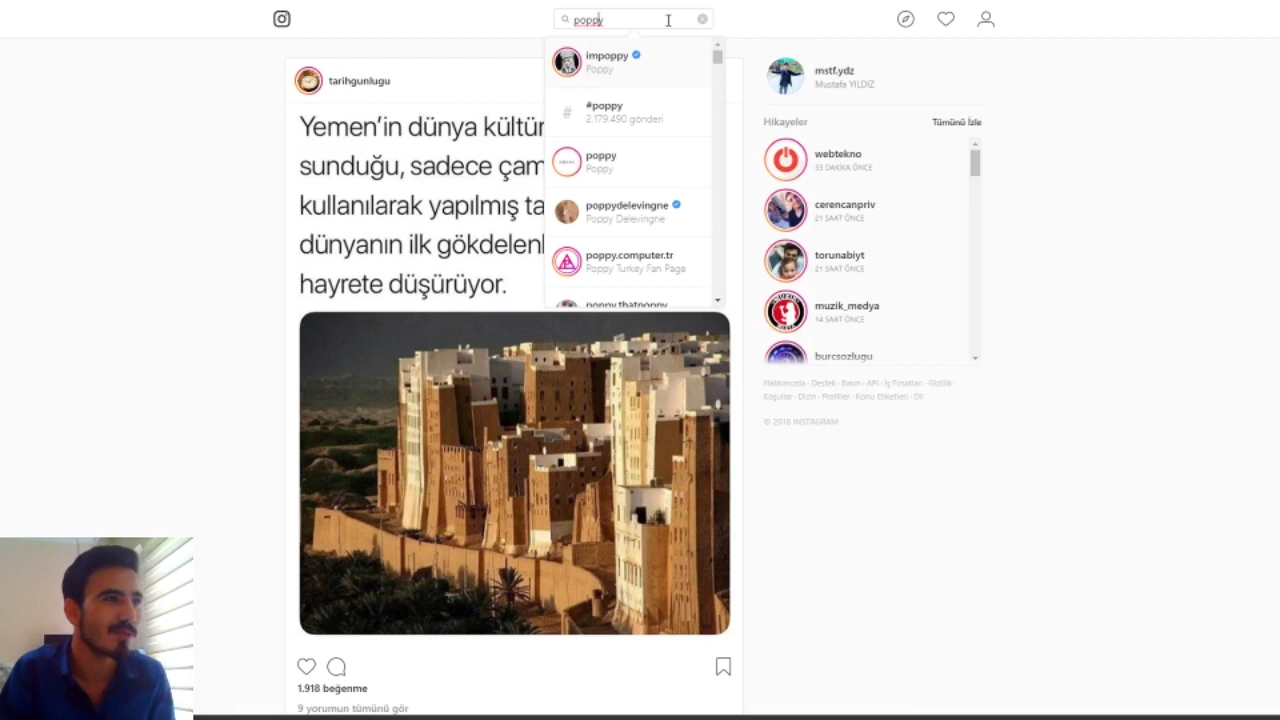 poppy
impoppy
Poppy
#poppy
2.179.490 gönderi
poppy
Poppy
poppydelevingne
Poppy Delevingne
poppy.computer.tr
Poppy Turkey Fan Page
poppy.thatpoppy
tarihgunlugu
Yemen'in dünya kültür
sunduğu, sadece çam
kullanılarak yapılmış ta
dünyanın ilk gökdelenl
hayrete düşürüyor.
1.918 beğenme
9 yorumun tümünü gör
mstf.ydz
Mustafa YILDIZ
Hikayeler
Tümünü İzle
webtekno
33 DAKİKA ÖNCE
cerencanpriv
21 SAAT ÖNCE
torunabiyt
21 SAAT ÖNCE
muzik_medya
14 SAAT ÖNCE
burcsozlugu
Hakkımızda · Destek · Basın · API · İş Fırsatları · Gizlilik ·
Koşullar · Dizin · Profiller · Konu Etiketleri · Dil
© 2018 INSTAGRAM